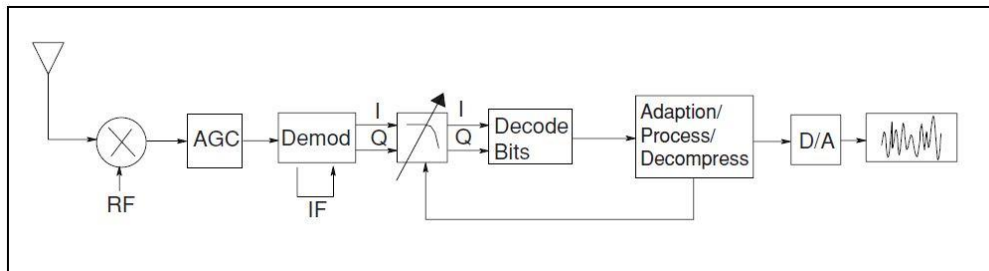 RF
AGC
Demod
IF
I
Q
I
Q
Decode
Bits
Adaption/
Process/
Decompress
D/A